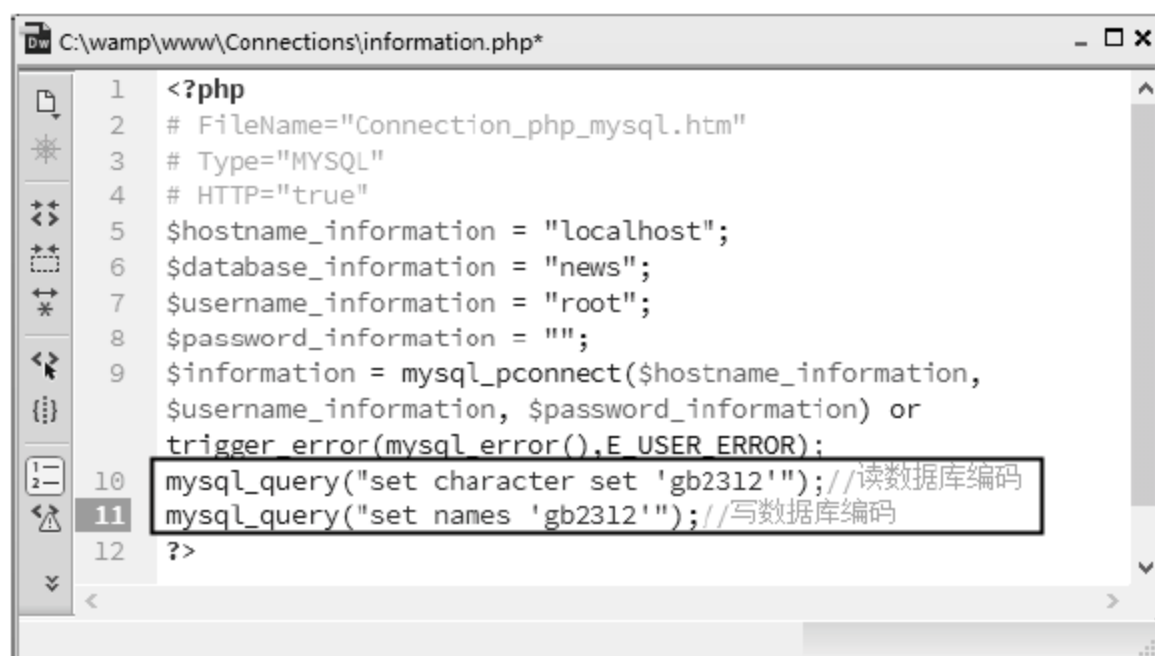 Dw C:\wamp\www\Connections\information.php*
1 <?php
2 # FileName="Connection_php_mysql.htm"
3 # Type="MYSQL"
4 # HTTP="true"
5 $hostname_information = "localhost";
6 $database_information = "news";
7 $username_information = "root";
8 $password_information = "";
9 $information = mysql_pconnect($hostname_information,
$username_information, $password_information) or
trigger_error(mysql_error(),E_USER_ERROR);
10 mysql_query("set character set 'gb2312'");//读数据库编码
11 mysql_query("set names 'gb2312'");//写数据库编码
12 ?>